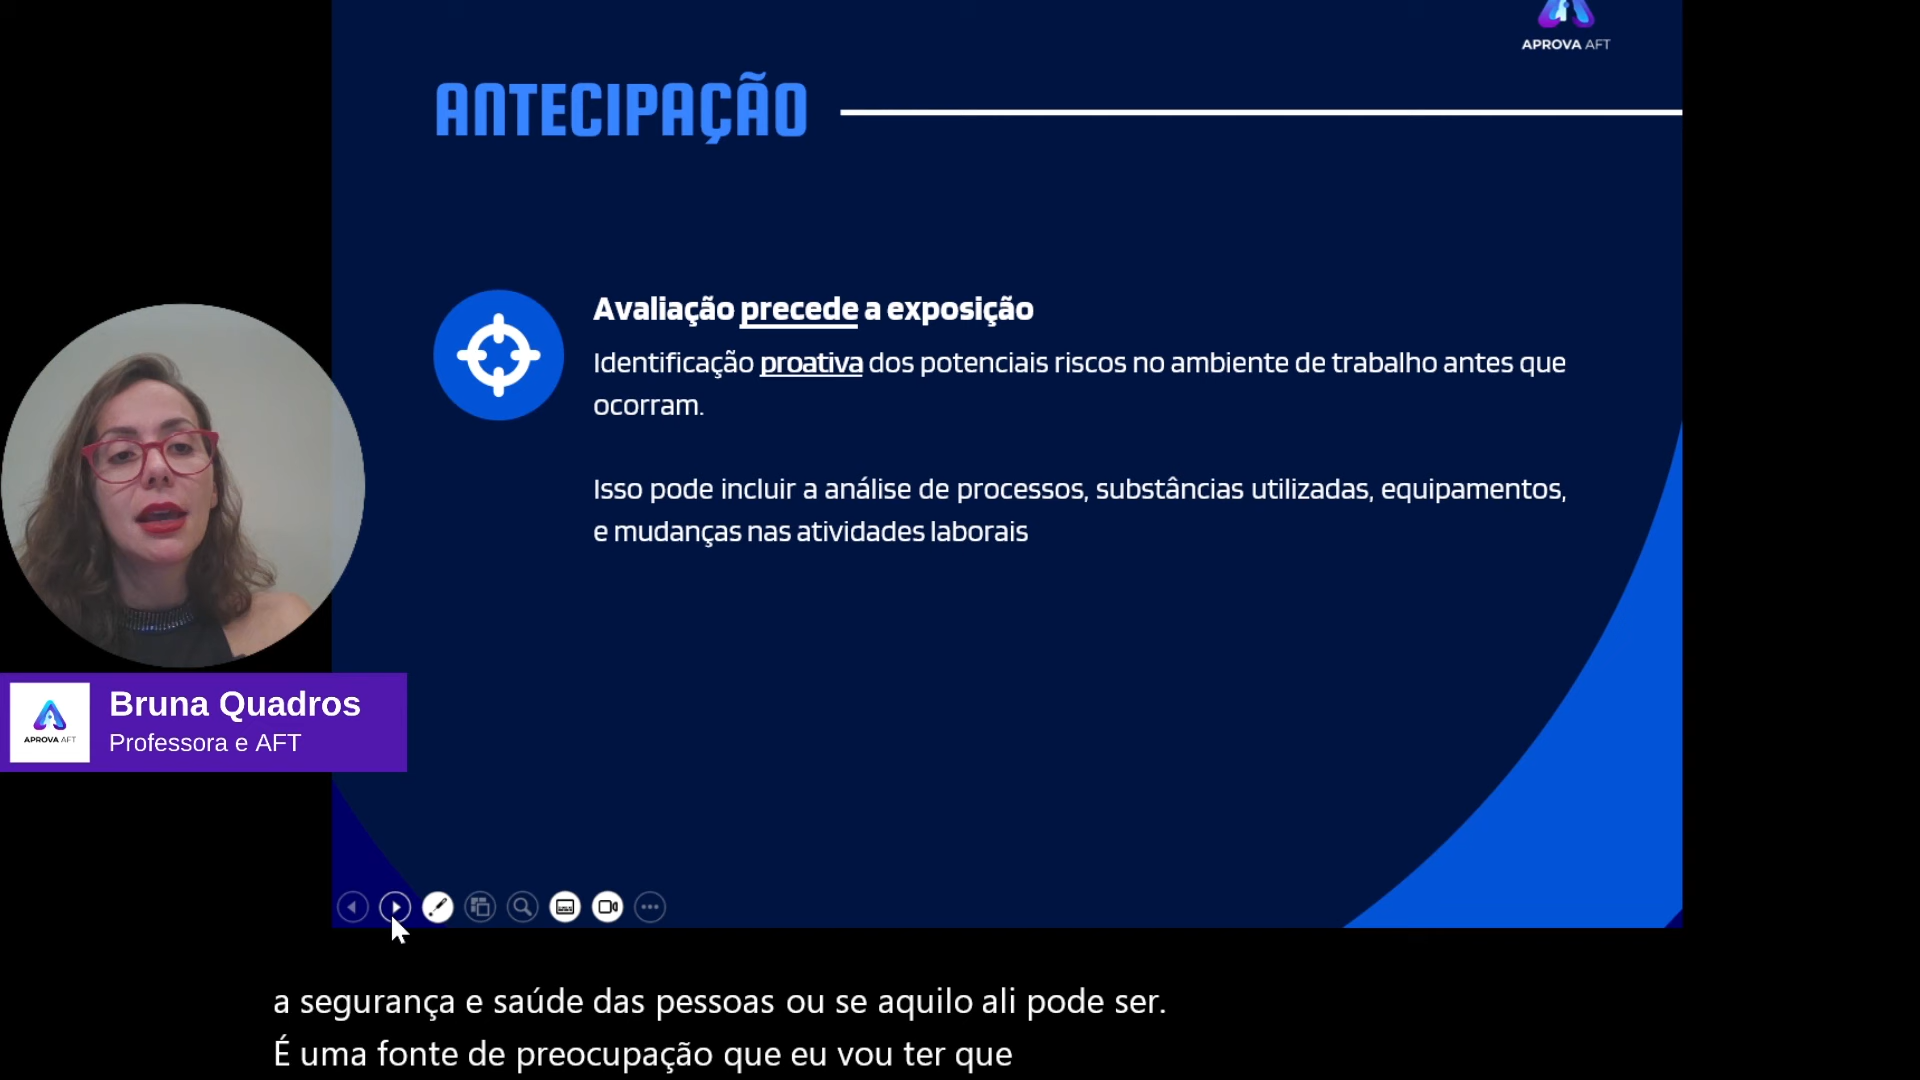 APROVA AFT
ANTECIPAÇÃO
Avaliação precede a exposição
Identificação proativa dos potenciais riscos no ambiente de trabalho antes que
ocorram.
Isso pode incluir a análise de processos, substâncias utilizadas, equipamentos,
e mudanças nas atividades laborais
APROVA AFT
Bruna Quadros
Professora e AFT
a segurança e saúde das pessoas ou se aquilo ali pode ser.
É uma fonte de preocupação que eu vou ter que